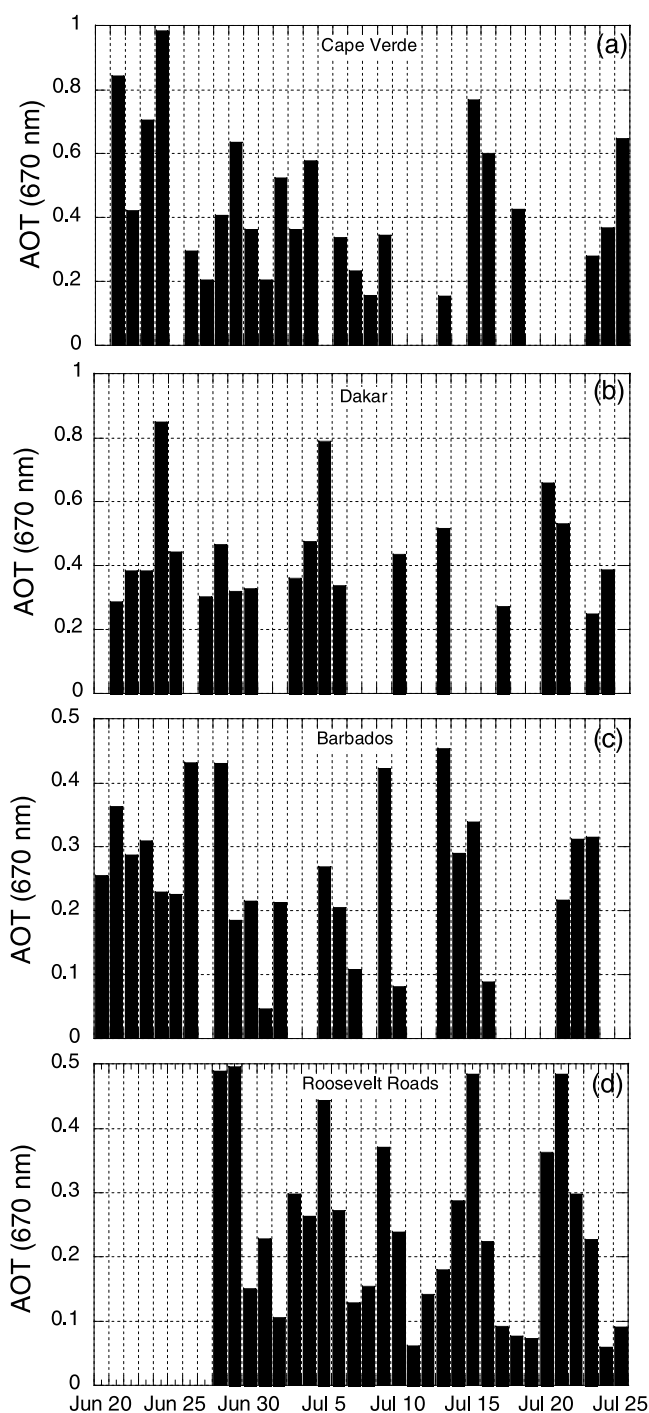 Cape Verde
(a)
AOT (670 nm)
1
0.8
0.6
0.4
0.2
0
Dakar
(b)
AOT (670 nm)
1
0.8
0.6
0.4
0.2
0
Barbados
(c)
AOT (670 nm)
0.5
0.4
0.3
0.2
0.1
0
Roosevelt Roads
(d)
AOT (670 nm)
0.5
0.4
0.3
0.2
0.1
0
Jun 20 Jun 25 Jun 30 Jul 5 Jul 10 Jul 15 Jul 20 Jul 25